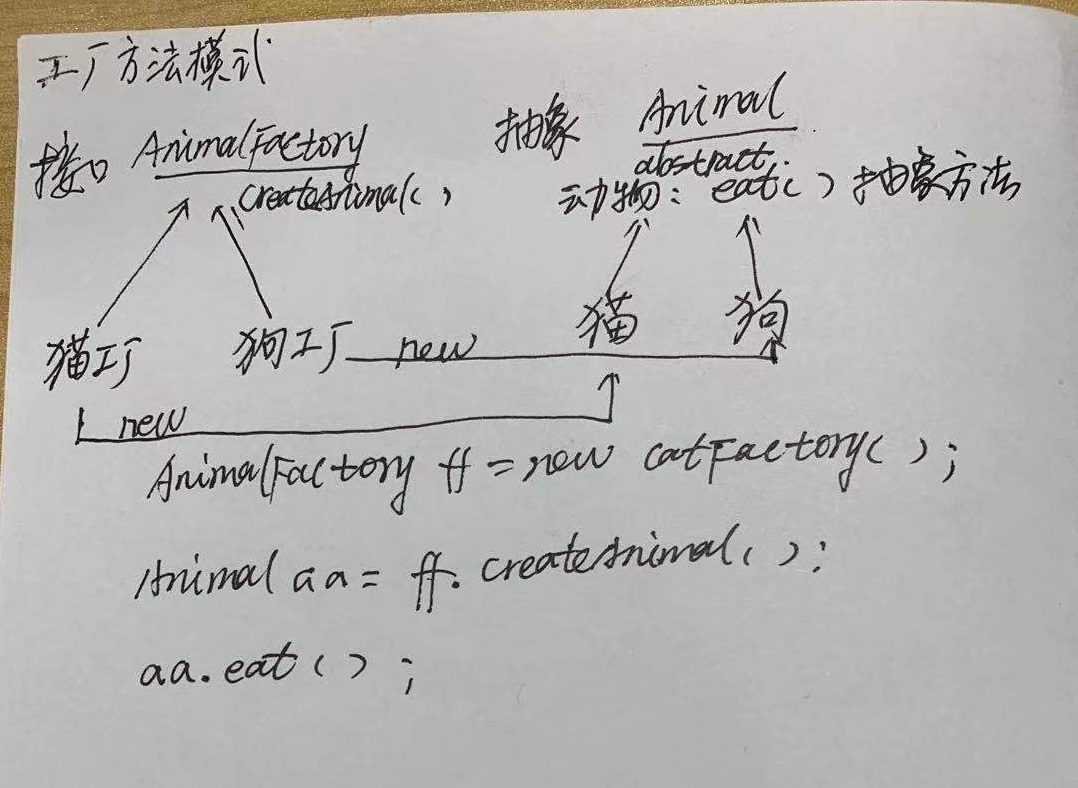 工厂方法模式
接口 AnimalFactory 抽象 Animal
createAnimal() abstract
动物: eat() 抽象方法
猫工厂 狗工厂 new 猫 狗
new
AnimalFactory ff = new catFactory();
Animal aa = ff.createAnimal():
aa.eat();